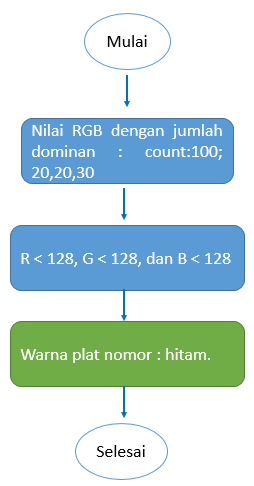 Mulai
Nilai RGB dengan jumlah
dominan : count:100;
20,20,30
R < 128, G < 128, dan B < 128
Warna plat nomor : hitam.
Selesai